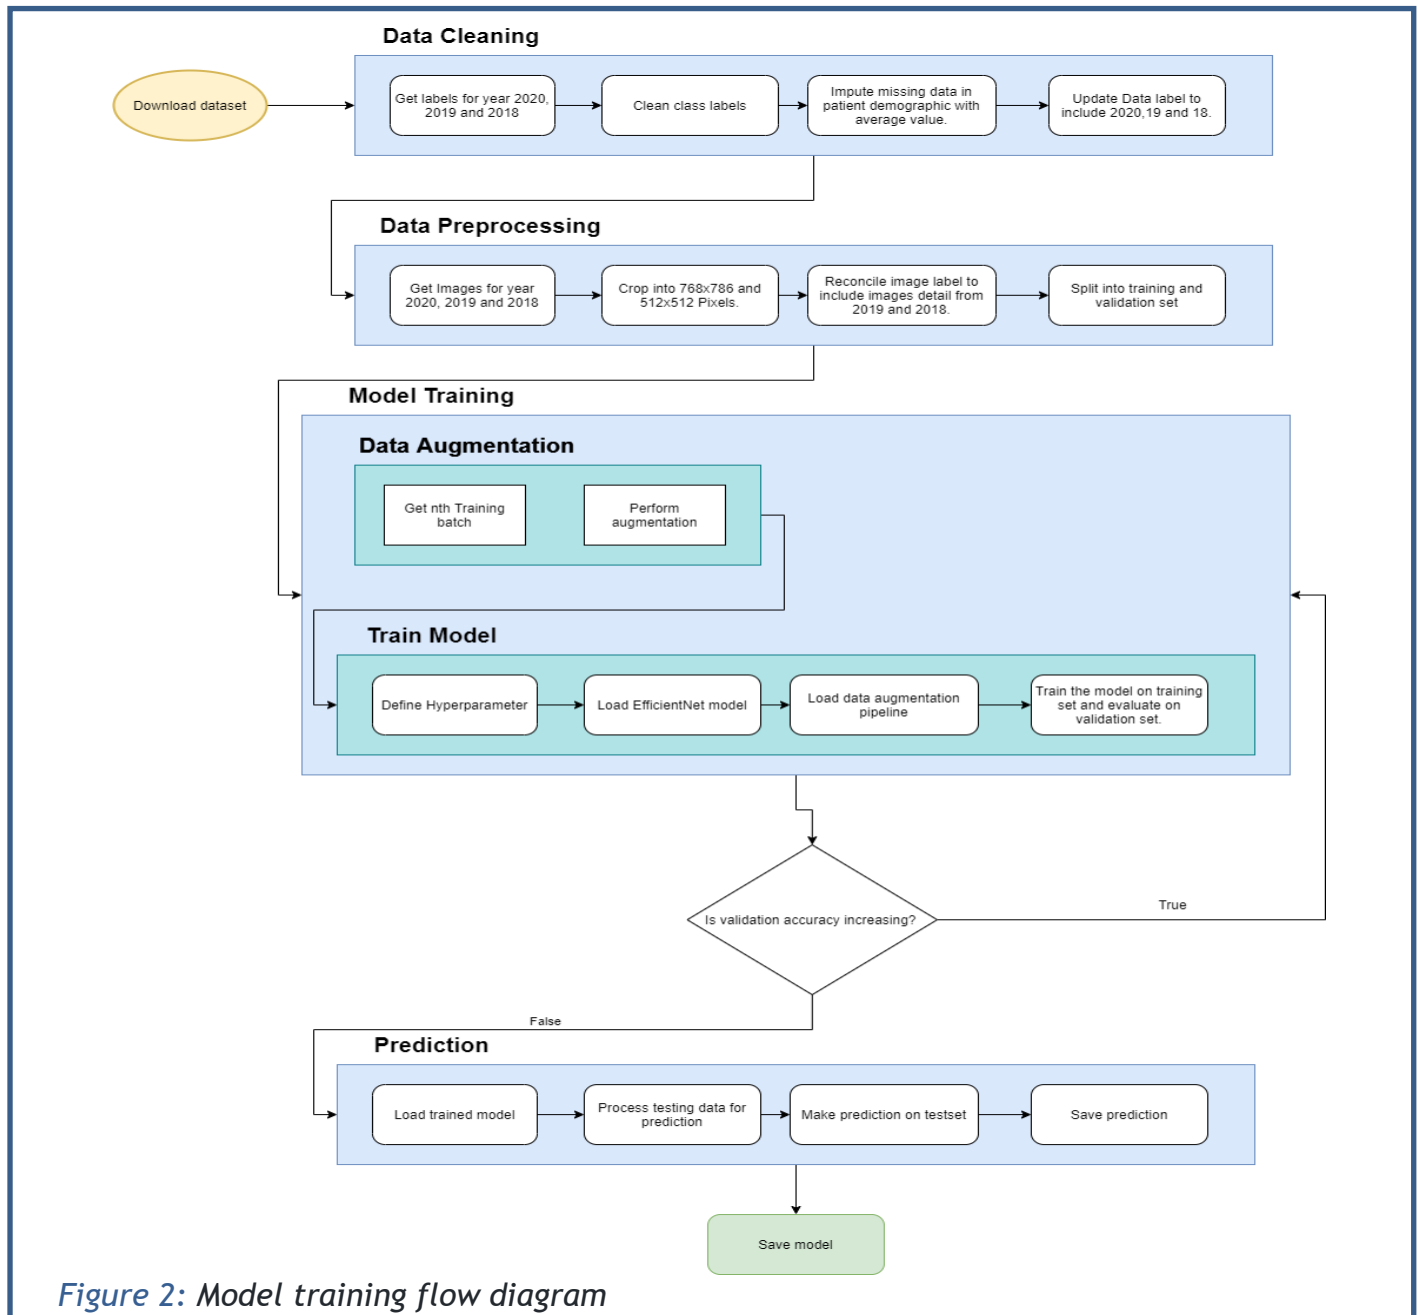 Data Cleaning
Download dataset
Get labels for year 2020,
2019 and 2018
Clean class labels
Impute missing data in
patient demographic with
average value.
Update Data label to
include 2020,19 and 18.
Data Preprocessing
Get Images for year
2020, 2019 and 2018
Crop into 768x786 and
512x512 Pixels.
Reconcile image label to
include images detail from
2019 and 2018.
Split into training and
validation set
Model Training
Data Augmentation
Get nth Training
batch
Perform
augmentation
Train Model
Define Hyperparameter
Load EfficientNet model
Load data augmentation
pipeline
Train the model on training
set and evaluate on
validation set.
Is validation accuracy increasing?
True
False
Prediction
Load trained model
Process testing data for
prediction
Make prediction on testset
Save prediction
Save model
Figure 2: Model training flow diagram